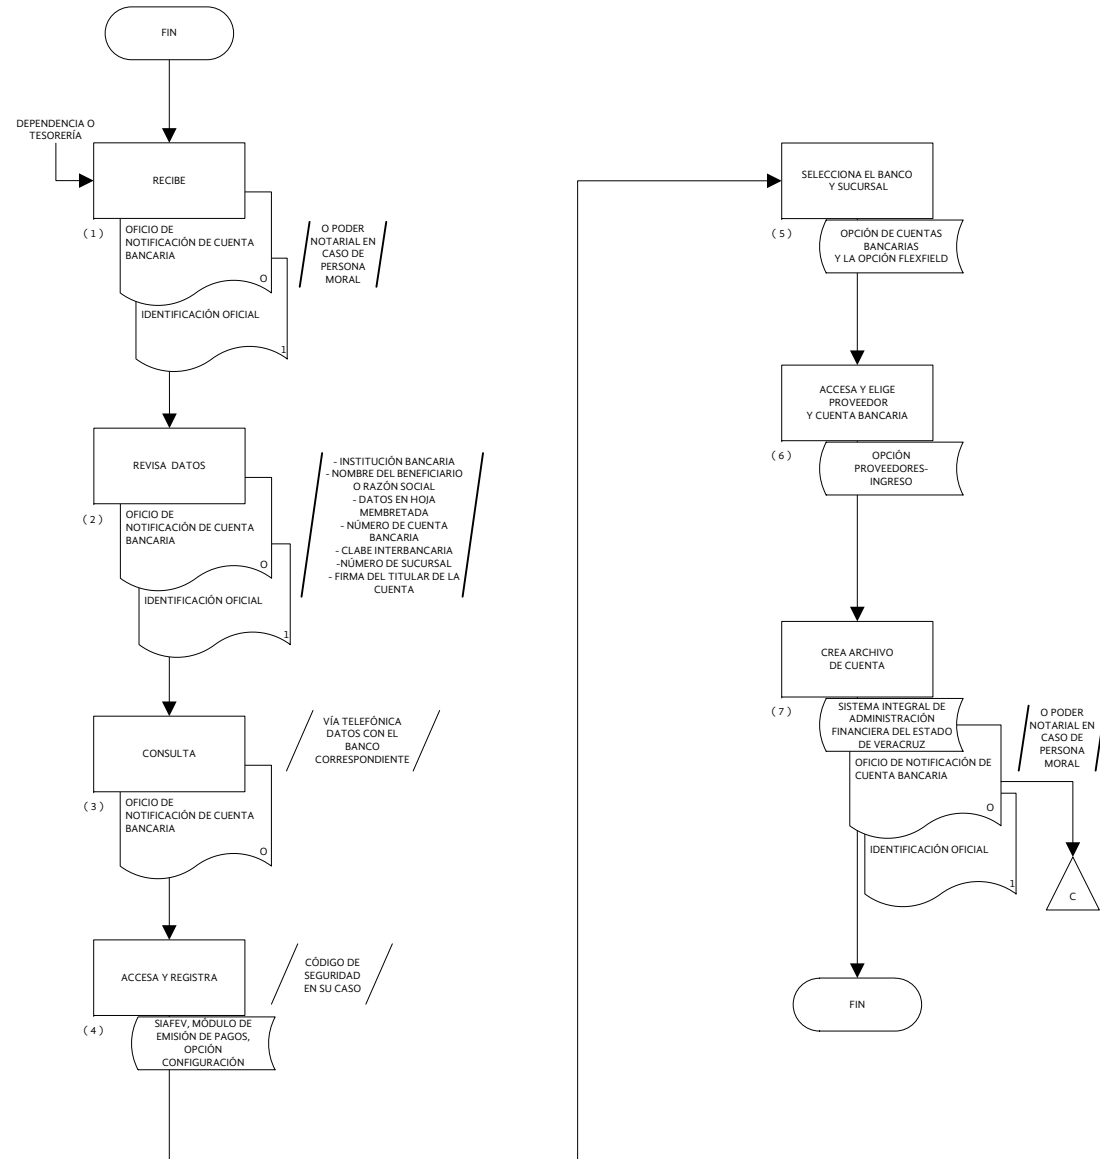 FIN
DEPENDENCIA O
TESORERÍA
RECIBE
( 1 )
OFICIO DE
NOTIFICACIÓN DE CUENTA
BANCARIA
O
IDENTIFICACIÓN OFICIAL
1
O PODER
NOTARIAL EN
CASO DE
PERSONA
MORAL
REVISA DATOS
( 2 )
OFICIO DE
NOTIFICACIÓN DE CUENTA
BANCARIA
O
IDENTIFICACIÓN OFICIAL
1
- INSTITUCIÓN BANCARIA
- NOMBRE DEL BENEFICIARIO
O RAZÓN SOCIAL
- DATOS EN HOJA
MEMBRETADA
- NÚMERO DE CUENTA
BANCARIA
- CLABE INTERBANCARIA
-NÚMERO DE SUCURSAL
- FIRMA DEL TITULAR DE LA
CUENTA
CONSULTA
( 3 )
OFICIO DE
NOTIFICACIÓN DE CUENTA
BANCARIA
O
VÍA TELEFÓNICA
DATOS CON EL
BANCO
CORRESPONDIENTE
ACCESA Y REGISTRA
( 4 )
SIAFEV, MÓDULO DE
EMISIÓN DE PAGOS,
OPCIÓN
CONFIGURACIÓN
CÓDIGO DE
SEGURIDAD
EN SU CASO
SELECCIONA EL BANCO
Y SUCURSAL
( 5 )
OPCIÓN DE CUENTAS
BANCARIAS
Y LA OPCIÓN FLEXFIELD
ACCESA Y ELIGE
PROVEEDOR
Y CUENTA BANCARIA
( 6 )
OPCIÓN
PROVEEDORES-
INGRESO
CREA ARCHIVO
DE CUENTA
( 7 )
SISTEMA INTEGRAL DE
ADMINISTRACIÓN
FINANCIERA DEL ESTADO
DE VERACRUZ
OFICIO DE NOTIFICACIÓN DE
CUENTA BANCARIA
O
IDENTIFICACIÓN OFICIAL
1
O PODER
NOTARIAL EN
CASO DE
PERSONA
MORAL
C
FIN